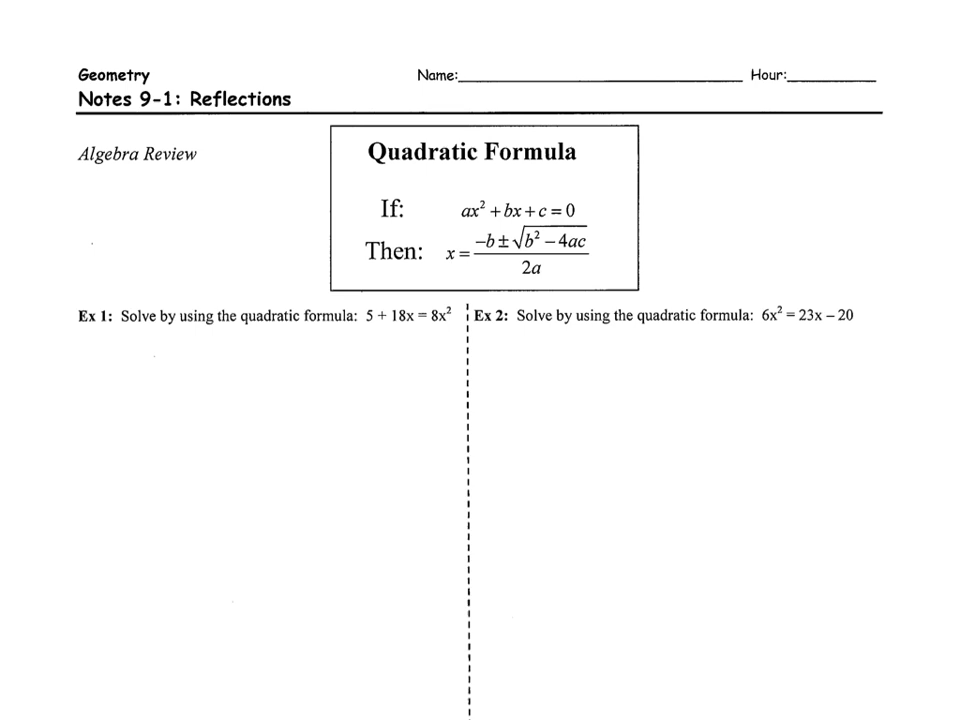 Geometry Name:____________________ Hour:__________
Notes 9-1: Reflections
Algebra Review
Quadratic Formula
If: ax² + bx + c = 0
Then: x = (-b ± √(b² – 4ac)) / 2a
Ex 1: Solve by using the quadratic formula: 5 + 18x = 8x²
Ex 2: Solve by using the quadratic formula: 6x² = 23x – 20